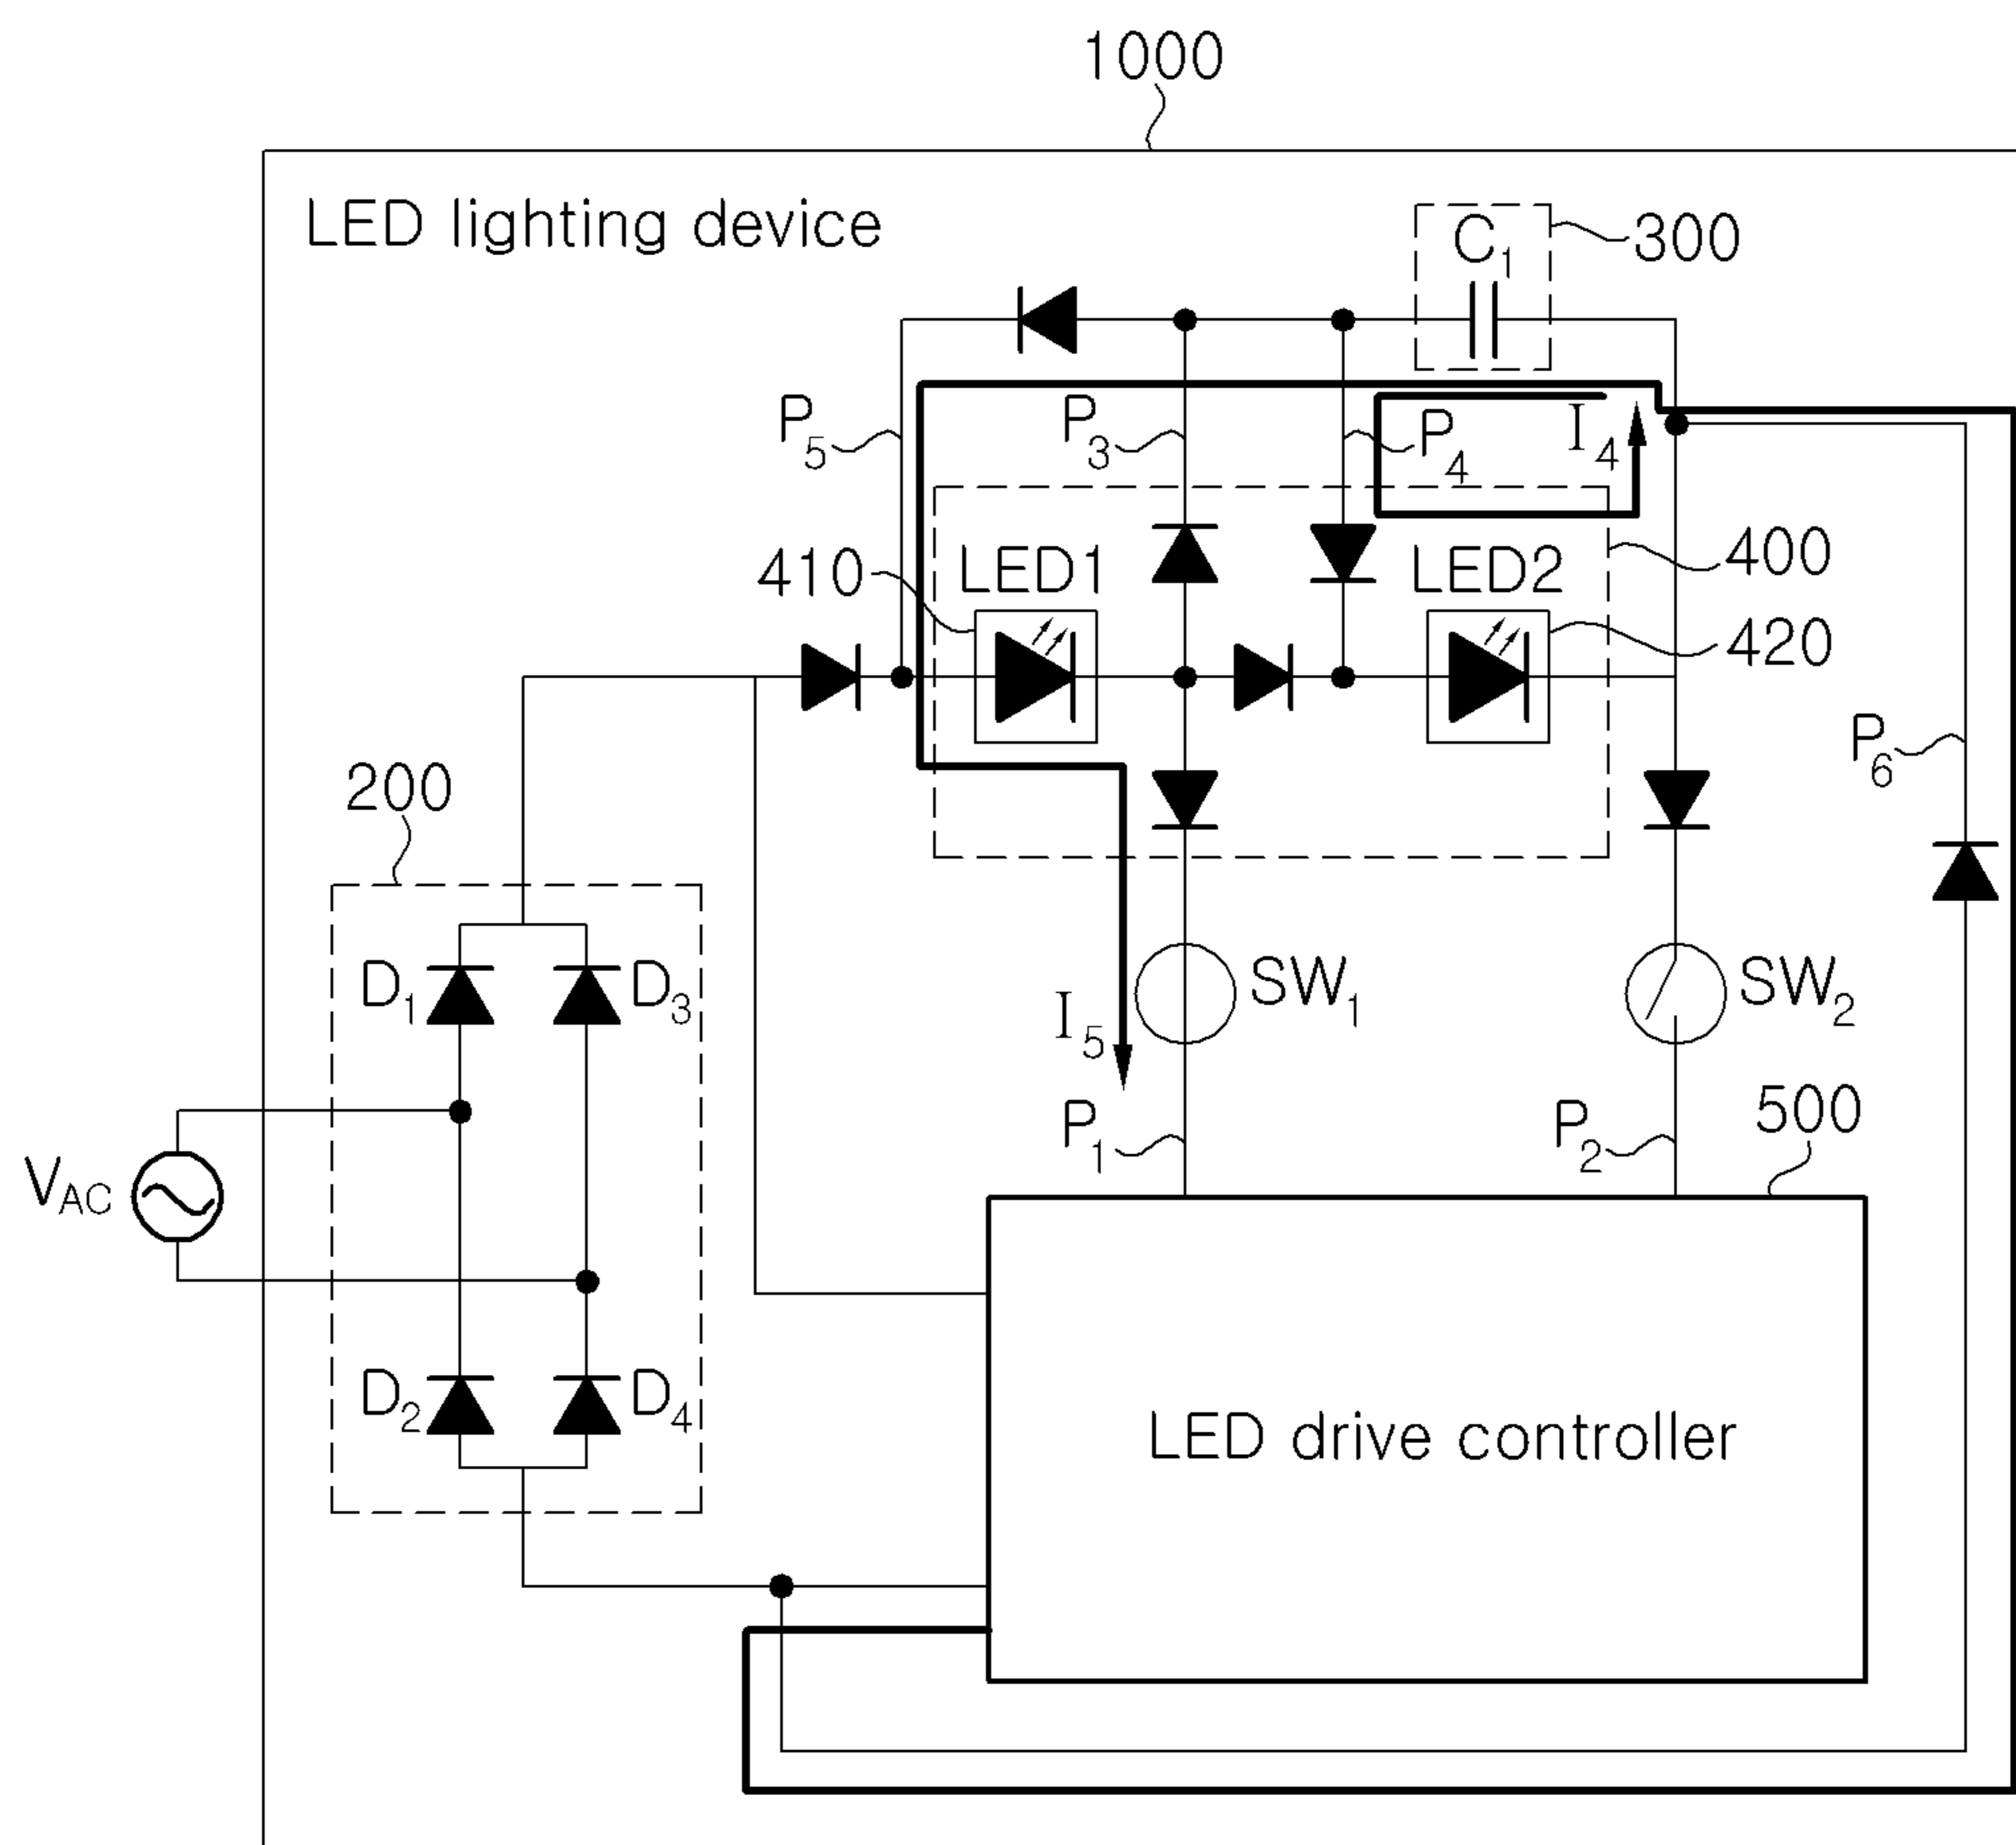 1000
LED lighting device
C1
300
P5
P3
P4
I4
410
LED1
LED2
400
420
P6
200
D1
D3
SW1
SW2
I5
P1
P2
500
VAC
D2
D4
LED drive controller